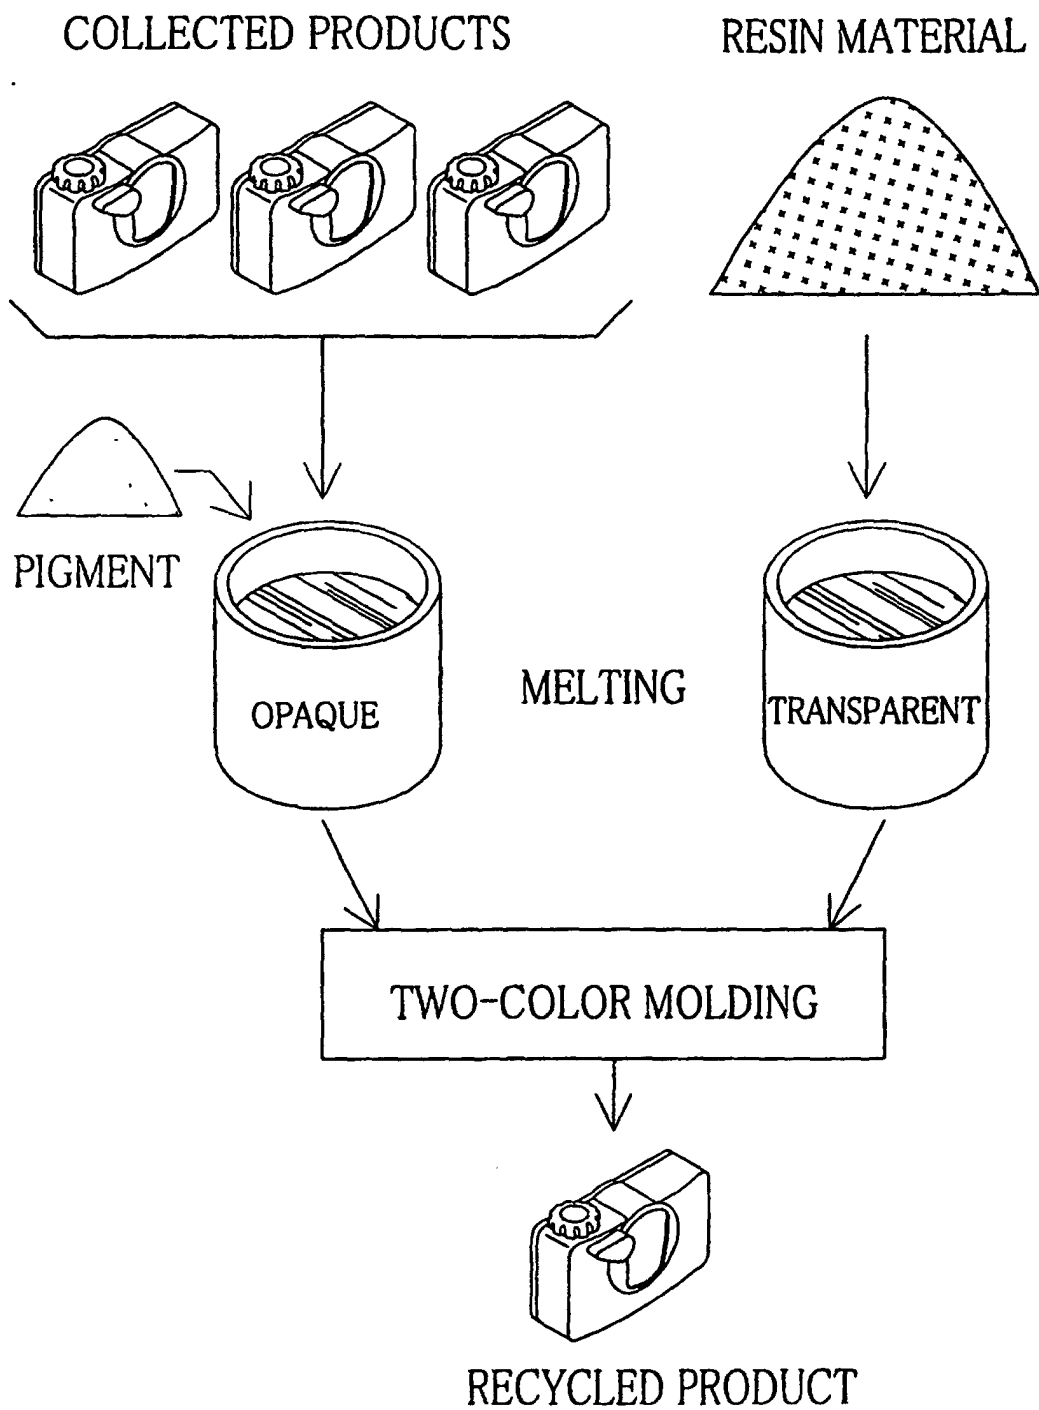 COLLECTED PRODUCTS
RESIN MATERIAL
PIGMENT
OPAQUE
MELTING
TRANSPARENT
TWO-COLOR MOLDING
RECYCLED PRODUCT